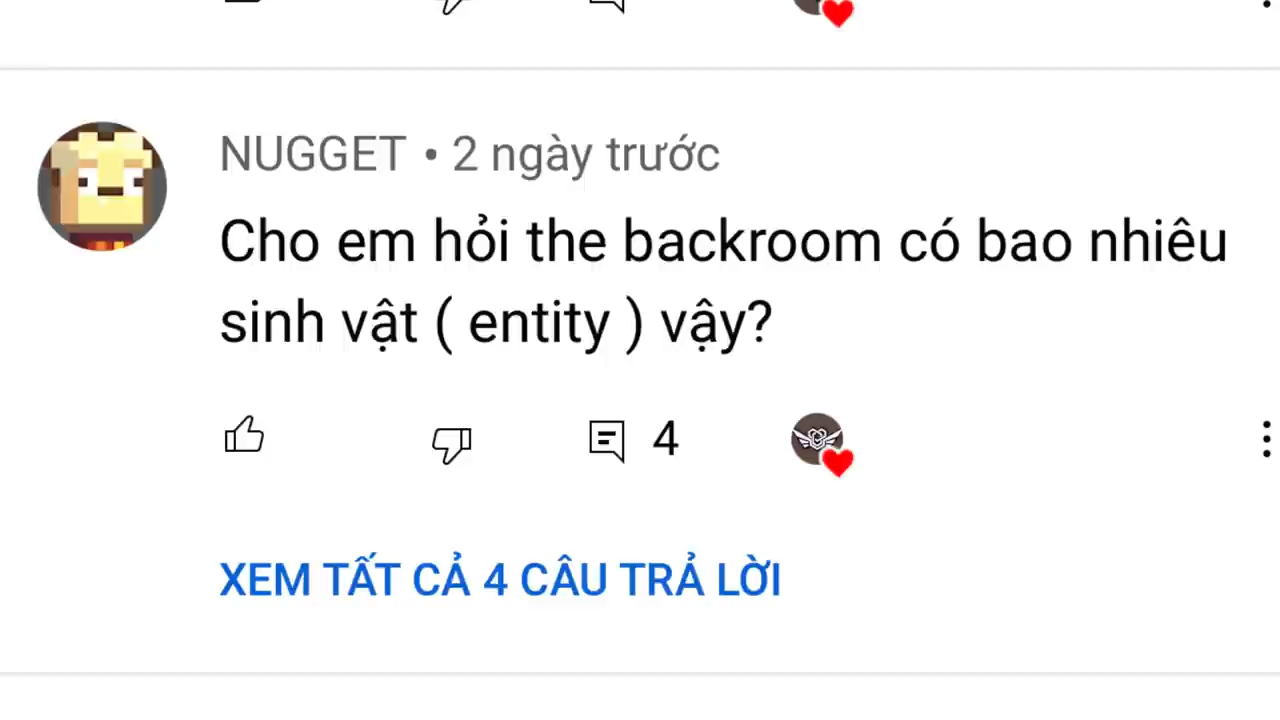 NUGGET • 2 ngày trước
Cho em hỏi the backroom có bao nhiêu
sinh vật ( entity ) vậy?
4
XEM TẤT CẢ 4 CÂU TRẢ LỜI